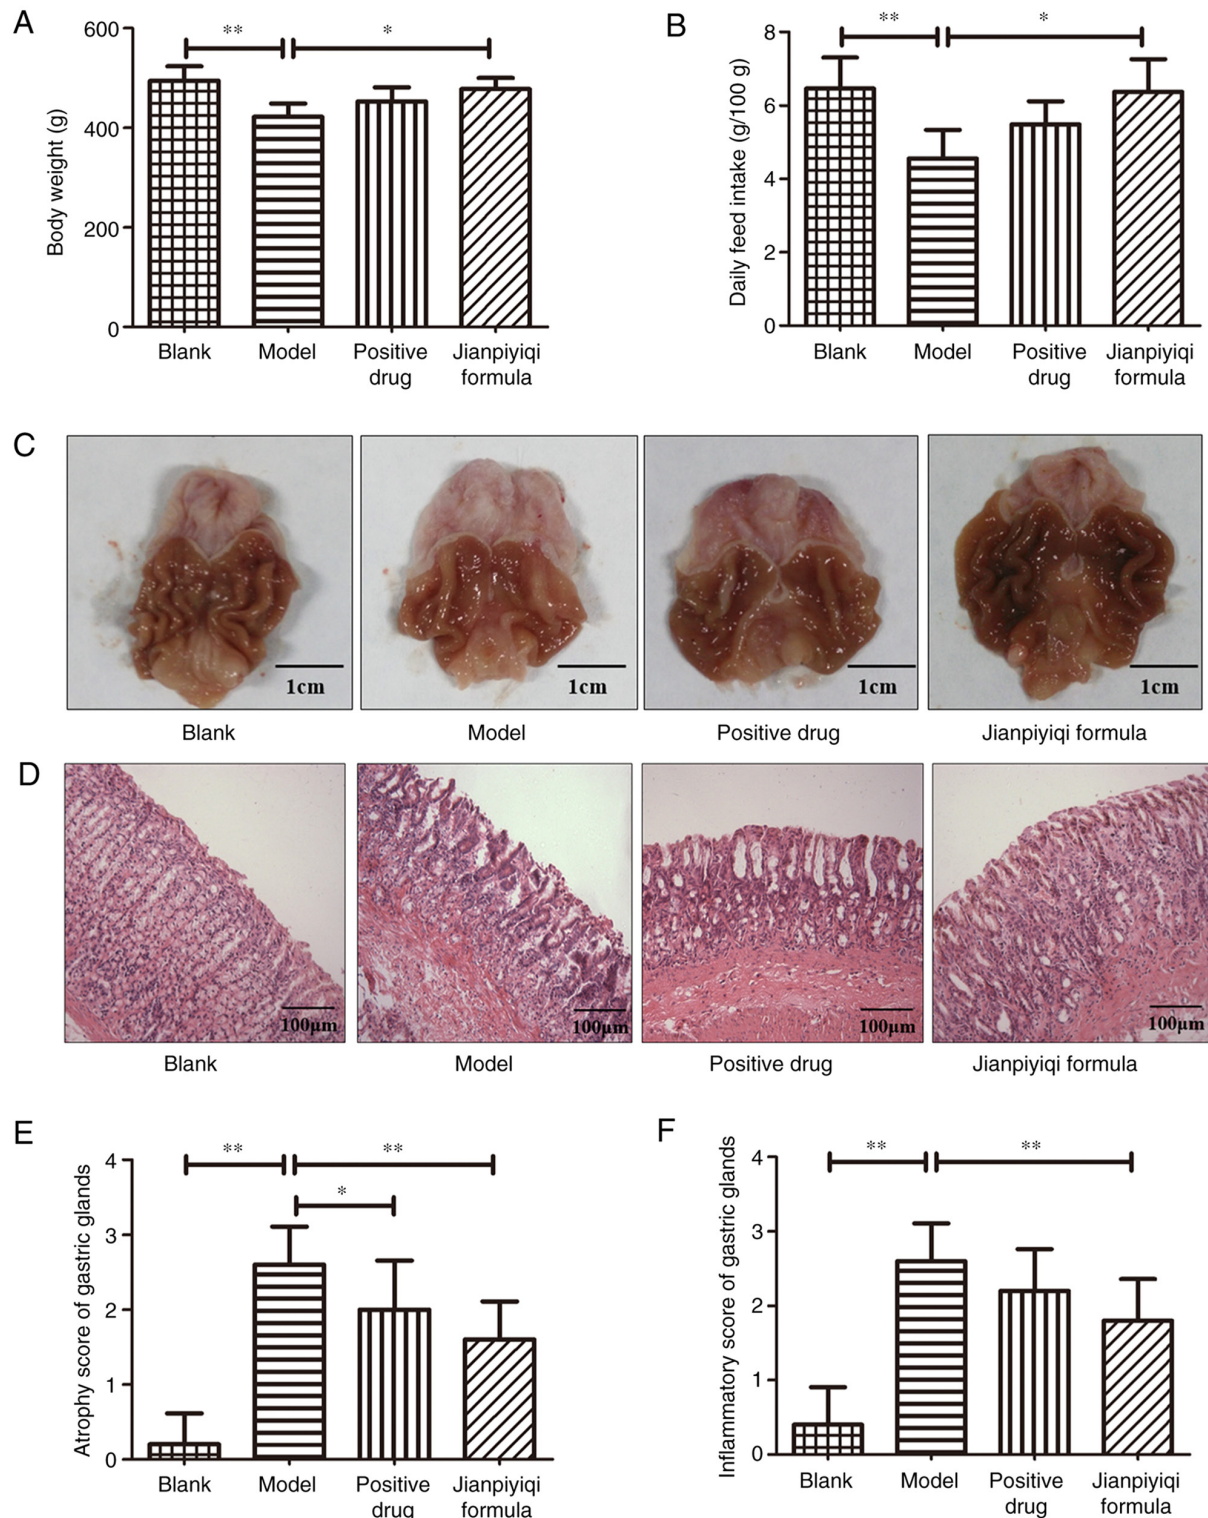 A
Body weight (g)
600
400
200
0
**
*
Blank
Model
Positive
drug
Jianpiyiqi
formula
B
Daily feed intake (g/100 g)
8
6
4
2
0
**
*
Blank
Model
Positive
drug
Jianpiyiqi
formula
C
1cm
1cm
1cm
1cm
Blank
Model
Positive drug
Jianpiyiqi formula
D
100µm
100µm
100µm
100µm
Blank
Model
Positive drug
Jianpiyiqi formula
E
Atrophy score of gastric glands
4
3
2
1
0
**
**
*
Blank
Model
Positive
drug
Jianpiyiqi
formula
F
Inflammatory score of gastric glands
4
3
2
1
0
**
**
Blank
Model
Positive
drug
Jianpiyiqi
formula